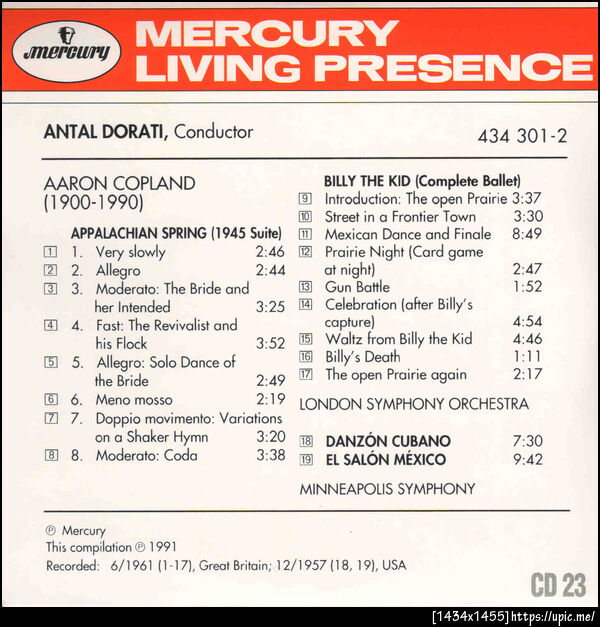 mercury
MERCURY
LIVING PRESENCE
ANTAL DORATI, Conductor
434 301-2
AARON COPLAND
(1900-1990)
APPALACHIAN SPRING (1945 Suite)
1 1. Very slowly 2:46
2 2. Allegro 2:44
3 3. Moderato: The Bride and
her Intended 3:25
4 4. Fast: The Revivalist and
his Flock 3:52
5 5. Allegro: Solo Dance of
the Bride 2:49
6 6. Meno mosso 2:19
7 7. Doppio movimento: Variations
on a Shaker Hymn 3:20
8 8. Moderato: Coda 3:38
BILLY THE KID (Complete Ballet)
9 Introduction: The open Prairie 3:37
10 Street in a Frontier Town 3:30
11 Mexican Dance and Finale 8:49
12 Prairie Night (Card game
at night) 2:47
13 Gun Battle 1:52
14 Celebration (after Billy's
capture) 4:54
15 Waltz from Billy the Kid 4:46
16 Billy's Death 1:11
17 The open Prairie again 2:17
LONDON SYMPHONY ORCHESTRA
18 DANZÓN CUBANO 7:30
19 EL SALÓN MÉXICO 9:42
MINNEAPOLIS SYMPHONY
℗ Mercury
This compilation ℗ 1991
Recorded: 6/1961 (1-17), Great Britain; 12/1957 (18, 19), USA
CD 23
[1434x1455]https://upic.me/